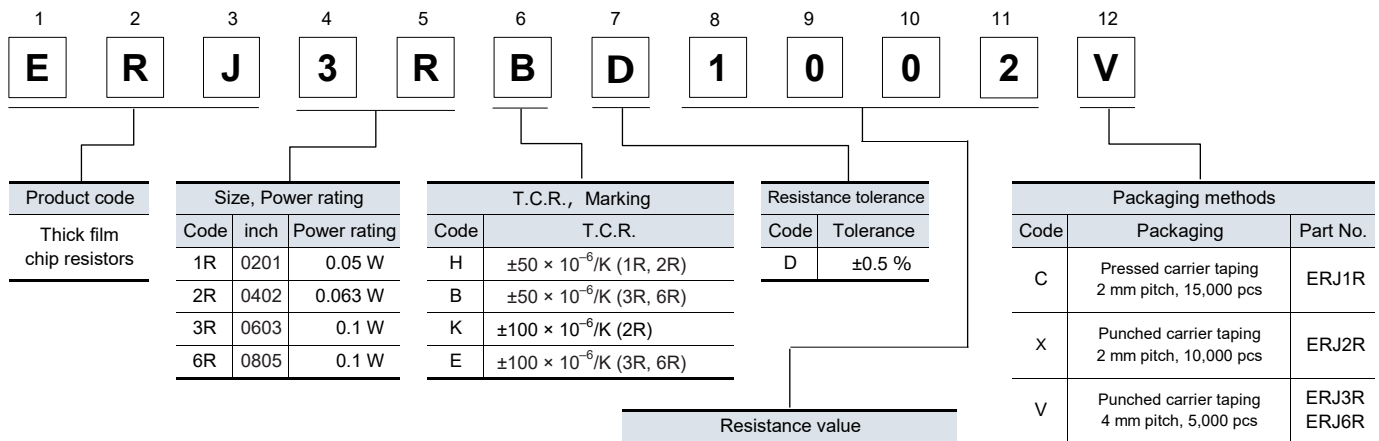 1 2 3 4 5 6 7 8 9 10 11 12
E R J 3 R B D 1 0 0 2 V
Product code
Thick film
chip resistors
Size, Power rating
Code inch Power rating
1R 0201 0.05 W
2R 0402 0.063 W
3R 0603 0.1 W
6R 0805 0.1 W
T.C.R., Marking
Code T.C.R.
H ±50 × 10⁻⁶/K (1R, 2R)
B ±50 × 10⁻⁶/K (3R, 6R)
K ±100 × 10⁻⁶/K (2R)
E ±100 × 10⁻⁶/K (3R, 6R)
Resistance tolerance
Code Tolerance
D ±0.5 %
Packaging methods
Code Packaging Part No.
C Pressed carrier taping
2 mm pitch, 15,000 pcs ERJ1R
X Punched carrier taping
2 mm pitch, 10,000 pcs ERJ2R
V Punched carrier taping ERJ3R
4 mm pitch, 5,000 pcs ERJ6R
Resistance value